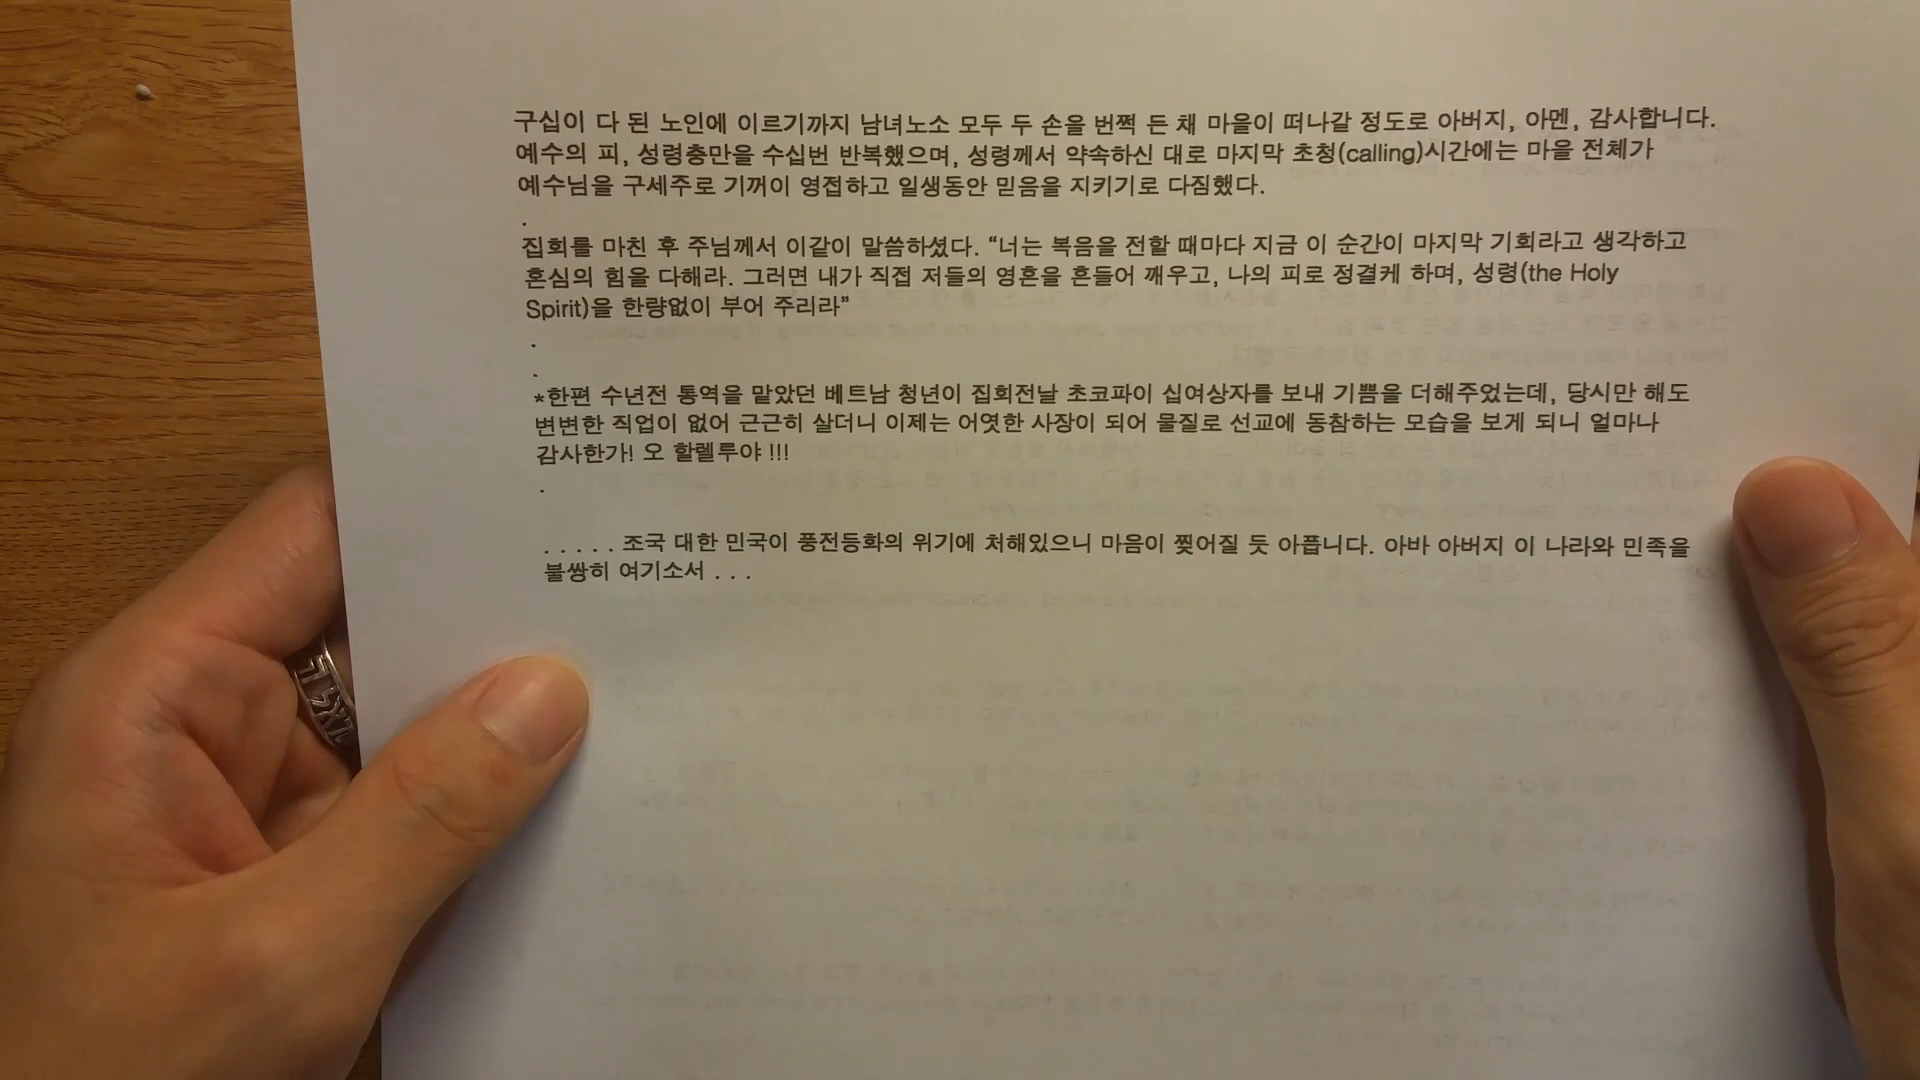 구십이 다 된 노인에 이르기까지 남녀노소 모두 두 손을 번쩍 든 채 마을이 떠나갈 정도로 아버지, 아멘, 감사합니다.
예수의 피, 성령충만을 수십번 반복했으며, 성령께서 약속하신 대로 마지막 초청(calling)시간에는 마을 전체가
예수님을 구세주로 기꺼이 영접하고 일생동안 믿음을 지키기로 다짐했다.
.
집회를 마친 후 주님께서 이같이 말씀하셨다. “너는 복음을 전할 때마다 지금 이 순간이 마지막 기회라고 생각하고
혼심의 힘을 다해라. 그러면 내가 직접 저들의 영혼을 흔들어 깨우고, 나의 피로 정결케 하며, 성령(the Holy
Spirit)을 한량없이 부어 주리라”
.
.
*한편 수년전 통역을 맡았던 베트남 청년이 집회전날 초코파이 십여상자를 보내 기쁨을 더해주었는데, 당시만 해도
변변한 직업이 없어 근근히 살더니 이제는 어엿한 사장이 되어 물질로 선교에 동참하는 모습을 보게 되니 얼마나
감사한가! 오 할렐루야 !!!
.
. . . . . 조국 대한 민국이 풍전등화의 위기에 처해있으니 마음이 찢어질 듯 아픕니다. 아바 아버지 이 나라와 민족을
불쌍히 여기소서 . . .